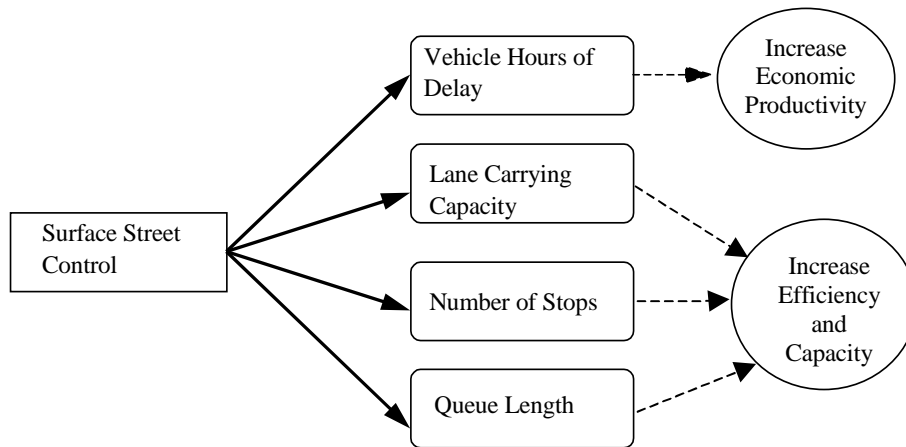 Surface Street
Control
Vehicle Hours of
Delay
Lane Carrying
Capacity
Number of Stops
Queue Length
Increase
Economic
Productivity
Increase
Efficiency
and
Capacity